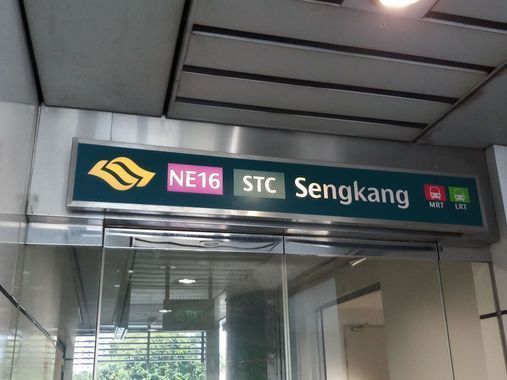 NE16 STC Sengkang MRT LRT